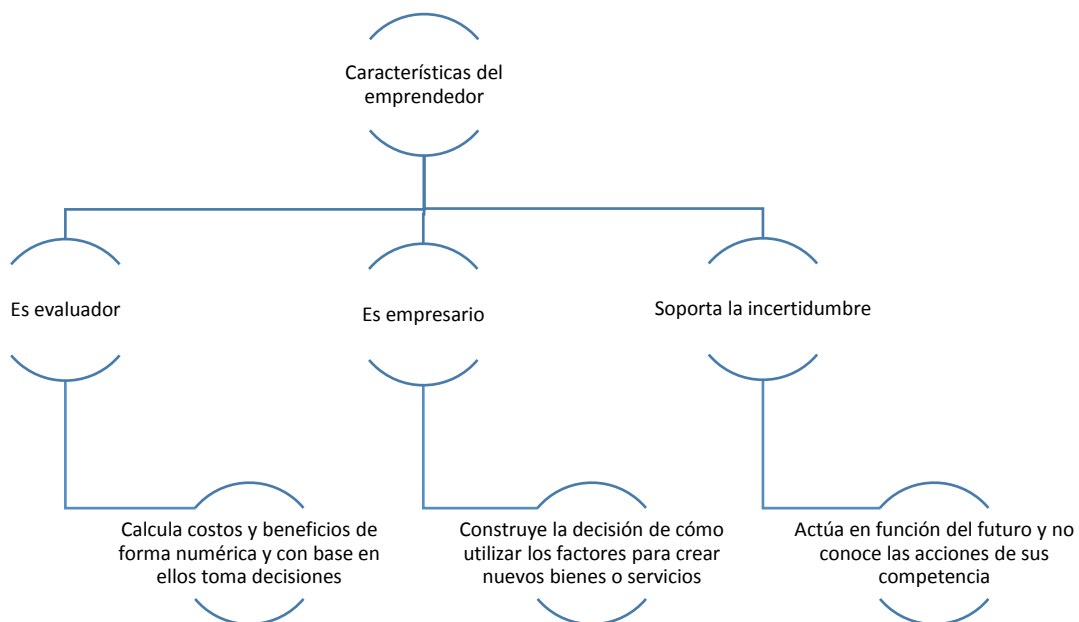 Características del
emprendedor
Es evaluador
Es empresario
Soporta la incertidumbre
Calcula costos y beneficios de
forma numérica y con base en
ellos toma decisiones
Construye la decisión de cómo
utilizar los factores para crear
nuevos bienes o servicios
Actúa en función del futuro y no
conoce las acciones de sus
competencia